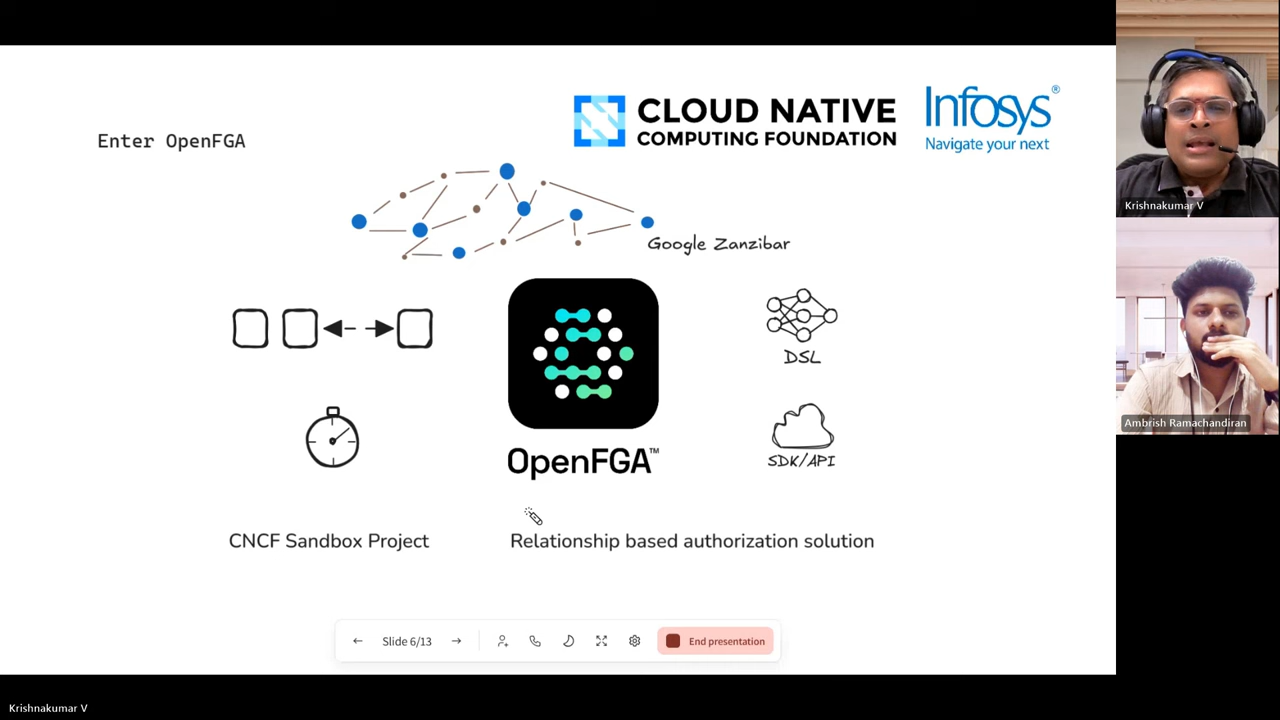 Enter OpenFGA
CLOUD NATIVE
COMPUTING FOUNDATION
Infosys®
Navigate your next
Google Zanzibar
DSL
SDK/API
OpenFGA™
CNCF Sandbox Project
Relationship based authorization solution
Slide 6/13
End presentation
Krishnakumar V
Ambrish Ramachandiran
Krishnakumar V